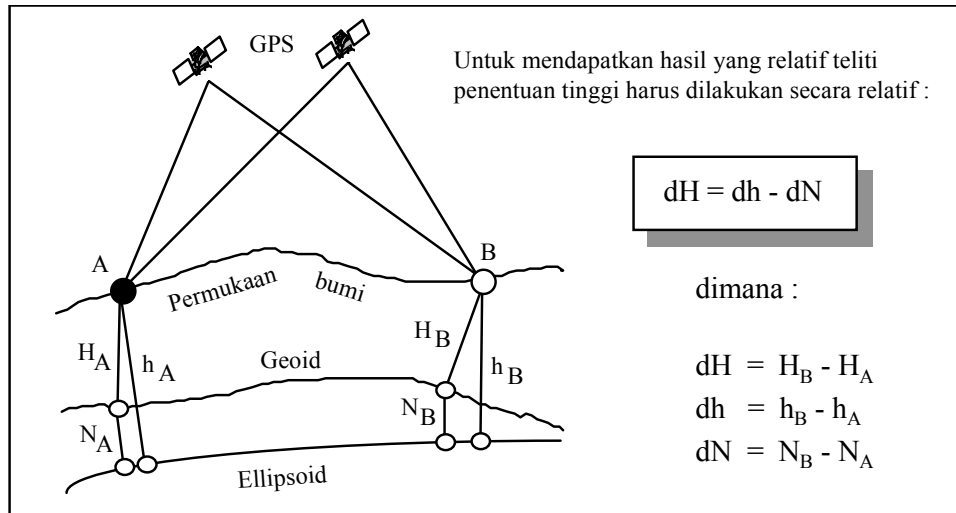 GPS
Untuk mendapatkan hasil yang relatif teliti
penentuan tinggi harus dilakukan secara relatif :
dH = dh - dN
A
B
Permukaan bumi
dimana :
H_A
h_A
H_B
h_B
Geoid
dH = H_B - H_A
N_A
N_B
dh = h_B - h_A
dN = N_B - N_A
Ellipsoid